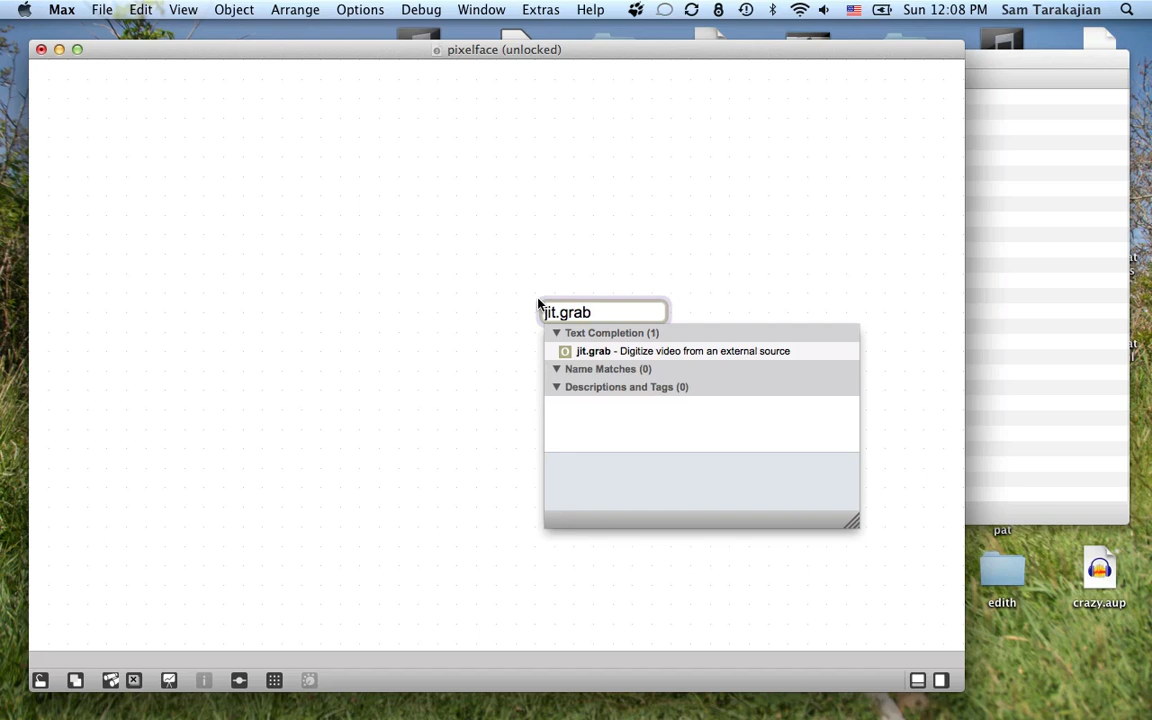 Max File Edit View Object Arrange Options Debug Window Extras Help Sun 12:08 PM Sam Tarakajian
pixelface (unlocked)
jit.grab
Text Completion (1)
jit.grab - Digitize video from an external source
Name Matches (0)
Descriptions and Tags (0)
pat
edith
crazy.aup